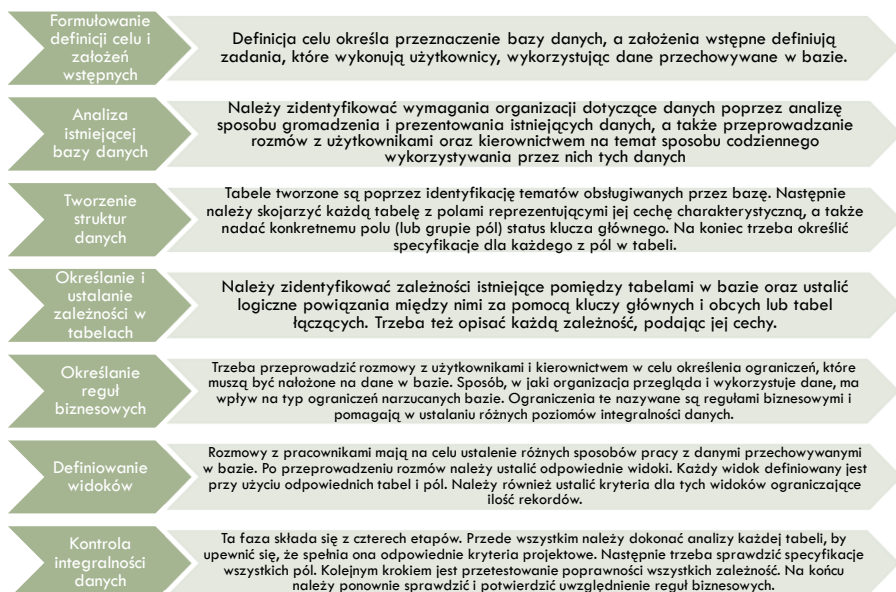 Formułowanie
definicji celu i
założeń
wstępnych
Definicja celu określa przeznaczenie bazy danych, a założenia wstępne definiują
zadania, które wykonują użytkownicy, wykorzystując dane przechowywane w bazie.
Analiza
istniejącej
bazy danych
Należy zidentyfikować wymagania organizacji dotyczące danych poprzez analizę
sposobu gromadzenia i prezentowania istniejących danych, a także przeprowadzanie
rozmów z użytkownikami oraz kierownictwem na temat sposobu codziennego
wykorzystywania przez nich tych danych
Tworzenie
struktur
danych
Tabele tworzone są poprzez identyfikację tematów obsługiwanych przez bazę. Następnie
należy skojarzyć każdą tabelę z polami reprezentującymi jej cechę charakterystyczną, a także
nadać konkretnemu polu (lub grupie pól) status klucza głównego. Na koniec trzeba określić
specyfikacje dla każdego z pól w tabeli.
Określanie i
ustalanie
zależności w
tabelach
Należy zidentyfikować zależności istniejące pomiędzy tabelami w bazie oraz ustalić
logiczne powiązania między nimi za pomocą kluczy głównych i obcych lub tabel
łączących. Trzeba też opisać każdą zależność, podając jej cechy.
Określanie
reguł
biznesowych
Trzeba przeprowadzić rozmowy z użytkownikami i kierownictwem w celu określenia ograniczeń, które
muszą być nałożone na dane w bazie. Sposób, w jaki organizacja przegląda i wykorzystuje dane, ma
wpływ na typ ograniczeń narzucanych bazie. Ograniczenia te nazywane są regułami biznesowymi i
pomagają w ustalaniu różnych poziomów integralności danych.
Definiowanie
widoków
Rozmowy z pracownikami mają na celu ustalenie różnych sposobów pracy z danymi przechowywanymi
w bazie. Po przeprowadzeniu rozmów należy ustalić odpowiednie widoki. Każdy widok definiowany jest
przy użyciu odpowiednich tabel i pól. Należy również ustalić kryteria dla tych widoków ograniczające
ilość rekordów.
Kontrola
integralności
danych
Ta faza składa się z czterech etapów. Przede wszystkim należy dokonać analizy każdej tabeli, by
upewnić się, że spełnia ona odpowiednie kryteria projektowe. Następnie trzeba sprawdzić specyfikacje
wszystkich pól. Kolejnym krokiem jest przetestowanie poprawności wszystkich zależność. Na końcu
należy ponownie sprawdzić i potwierdzić uwzględnienie reguł biznesowych.